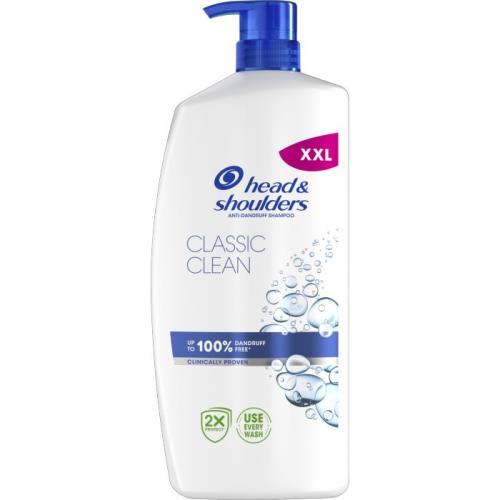 XXL
head&
shoulders
ANTI-DANDRUFF SHAMPOO
CLASSIC
CLEAN
UP TO 100% DANDRUFF FREE*
CLINICALLY PROVEN
2X
PROTECT
USE
EVERY
WASH